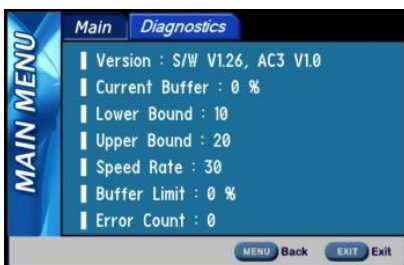 MAIN MENU
Main Diagnostics
Version : S/W V1.26, AC3 V1.0
Current Buffer : 0 %
Lower Bound : 10
Upper Bound : 20
Speed Rate : 30
Buffer Limit : 0 %
Error Count : 0
MENU Back EXIT Exit